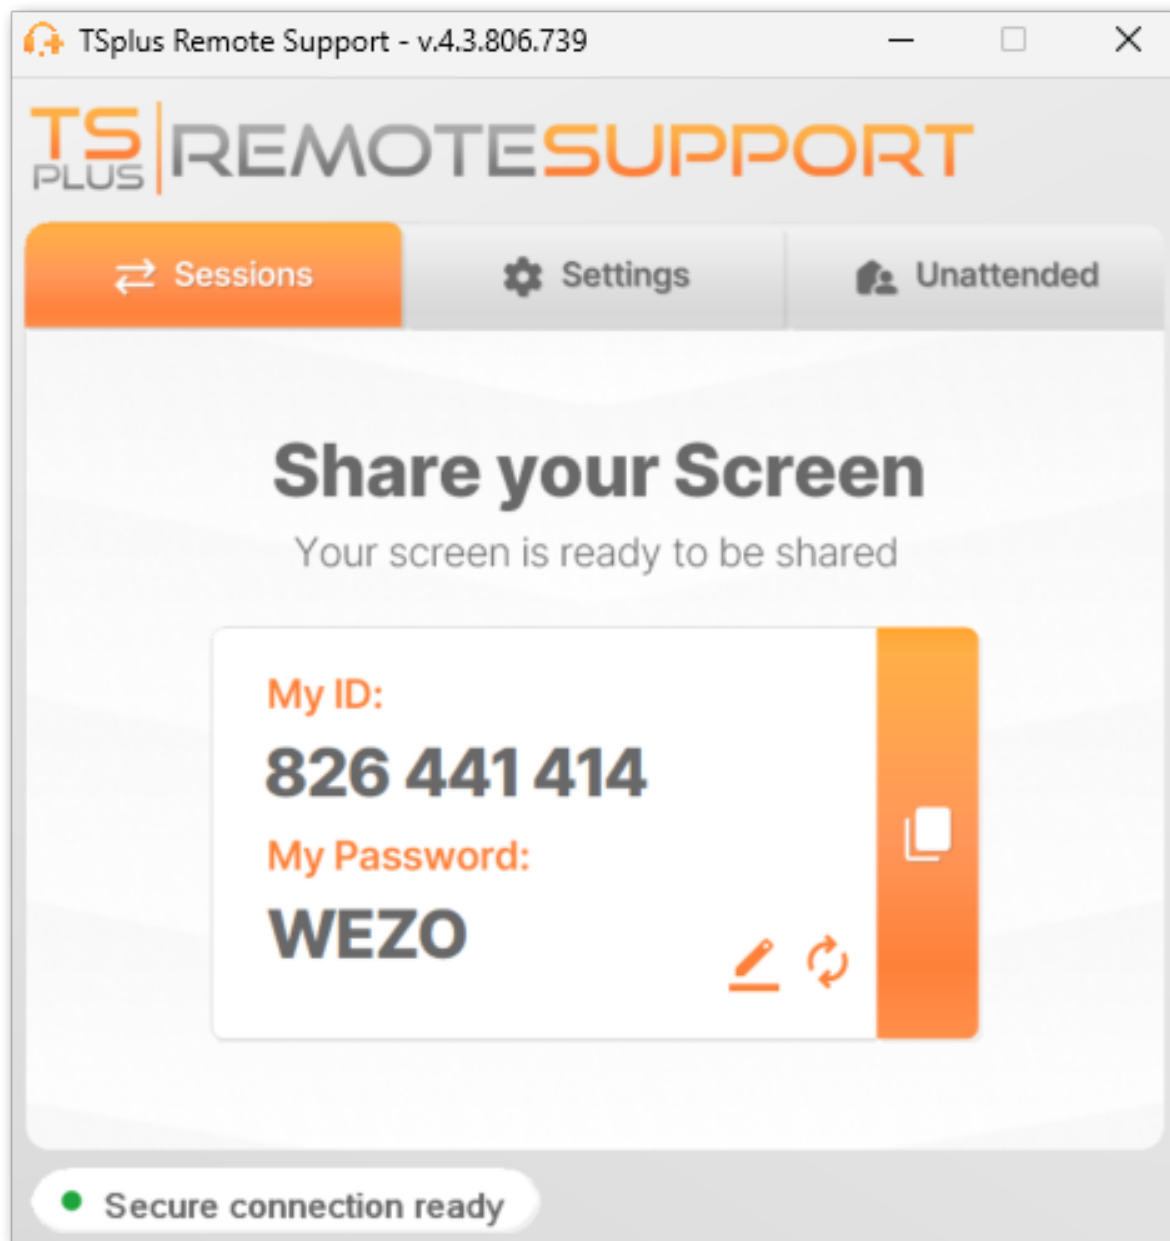 TSplus Remote Support - v.4.3.806.739
TS PLUS REMOTESUPPORT
Sessions Settings Unattended
Share your Screen
Your screen is ready to be shared
My ID:
826 441 414
My Password:
WEZO
Secure connection ready